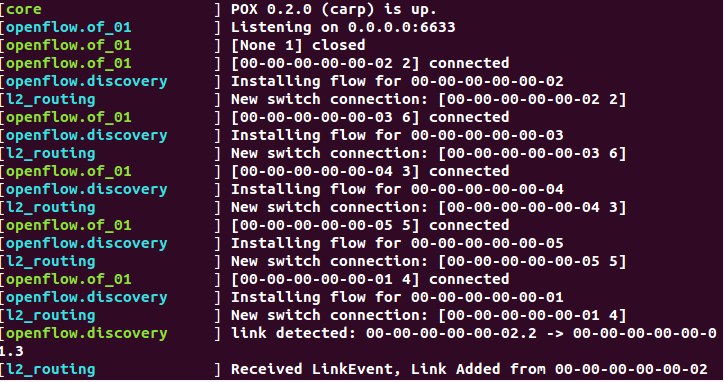 [core                   ] POX 0.2.0 (carp) is up.
[openflow.of_01         ] Listening on 0.0.0.0:6633
[openflow.of_01         ] [None 1] closed
[openflow.of_01         ] [00-00-00-00-00-02 2] connected
[openflow.discovery     ] Installing flow for 00-00-00-00-00-02
[l2_routing             ] New switch connection: [00-00-00-00-00-02 2]
[openflow.of_01         ] [00-00-00-00-00-03 6] connected
[openflow.discovery     ] Installing flow for 00-00-00-00-00-03
[l2_routing             ] New switch connection: [00-00-00-00-00-03 6]
[openflow.of_01         ] [00-00-00-00-00-04 3] connected
[openflow.discovery     ] Installing flow for 00-00-00-00-00-04
[l2_routing             ] New switch connection: [00-00-00-00-00-04 3]
[openflow.of_01         ] [00-00-00-00-00-05 5] connected
[openflow.discovery     ] Installing flow for 00-00-00-00-00-05
[l2_routing             ] New switch connection: [00-00-00-00-00-05 5]
[openflow.of_01         ] [00-00-00-00-00-01 4] connected
[openflow.discovery     ] Installing flow for 00-00-00-00-00-01
[l2_routing             ] New switch connection: [00-00-00-00-00-01 4]
[openflow.discovery     ] link detected: 00-00-00-00-00-02.2 -> 00-00-00-00-00-0
1.3
[l2_routing             ] Received LinkEvent, Link Added from 00-00-00-00-00-02